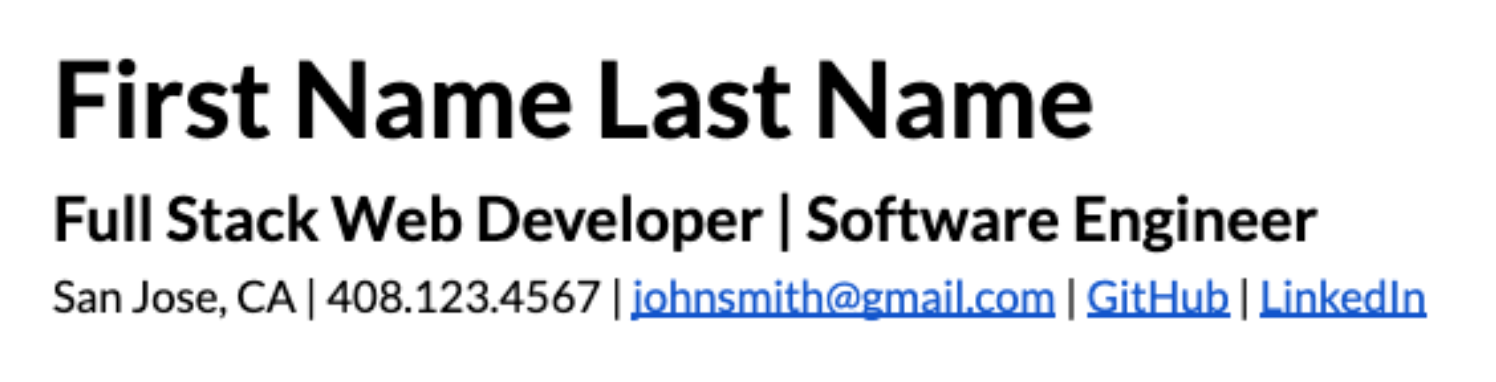 First Name Last Name
Full Stack Web Developer | Software Engineer
San Jose, CA | 408.123.4567 | johnsmith@gmail.com | GitHub | LinkedIn